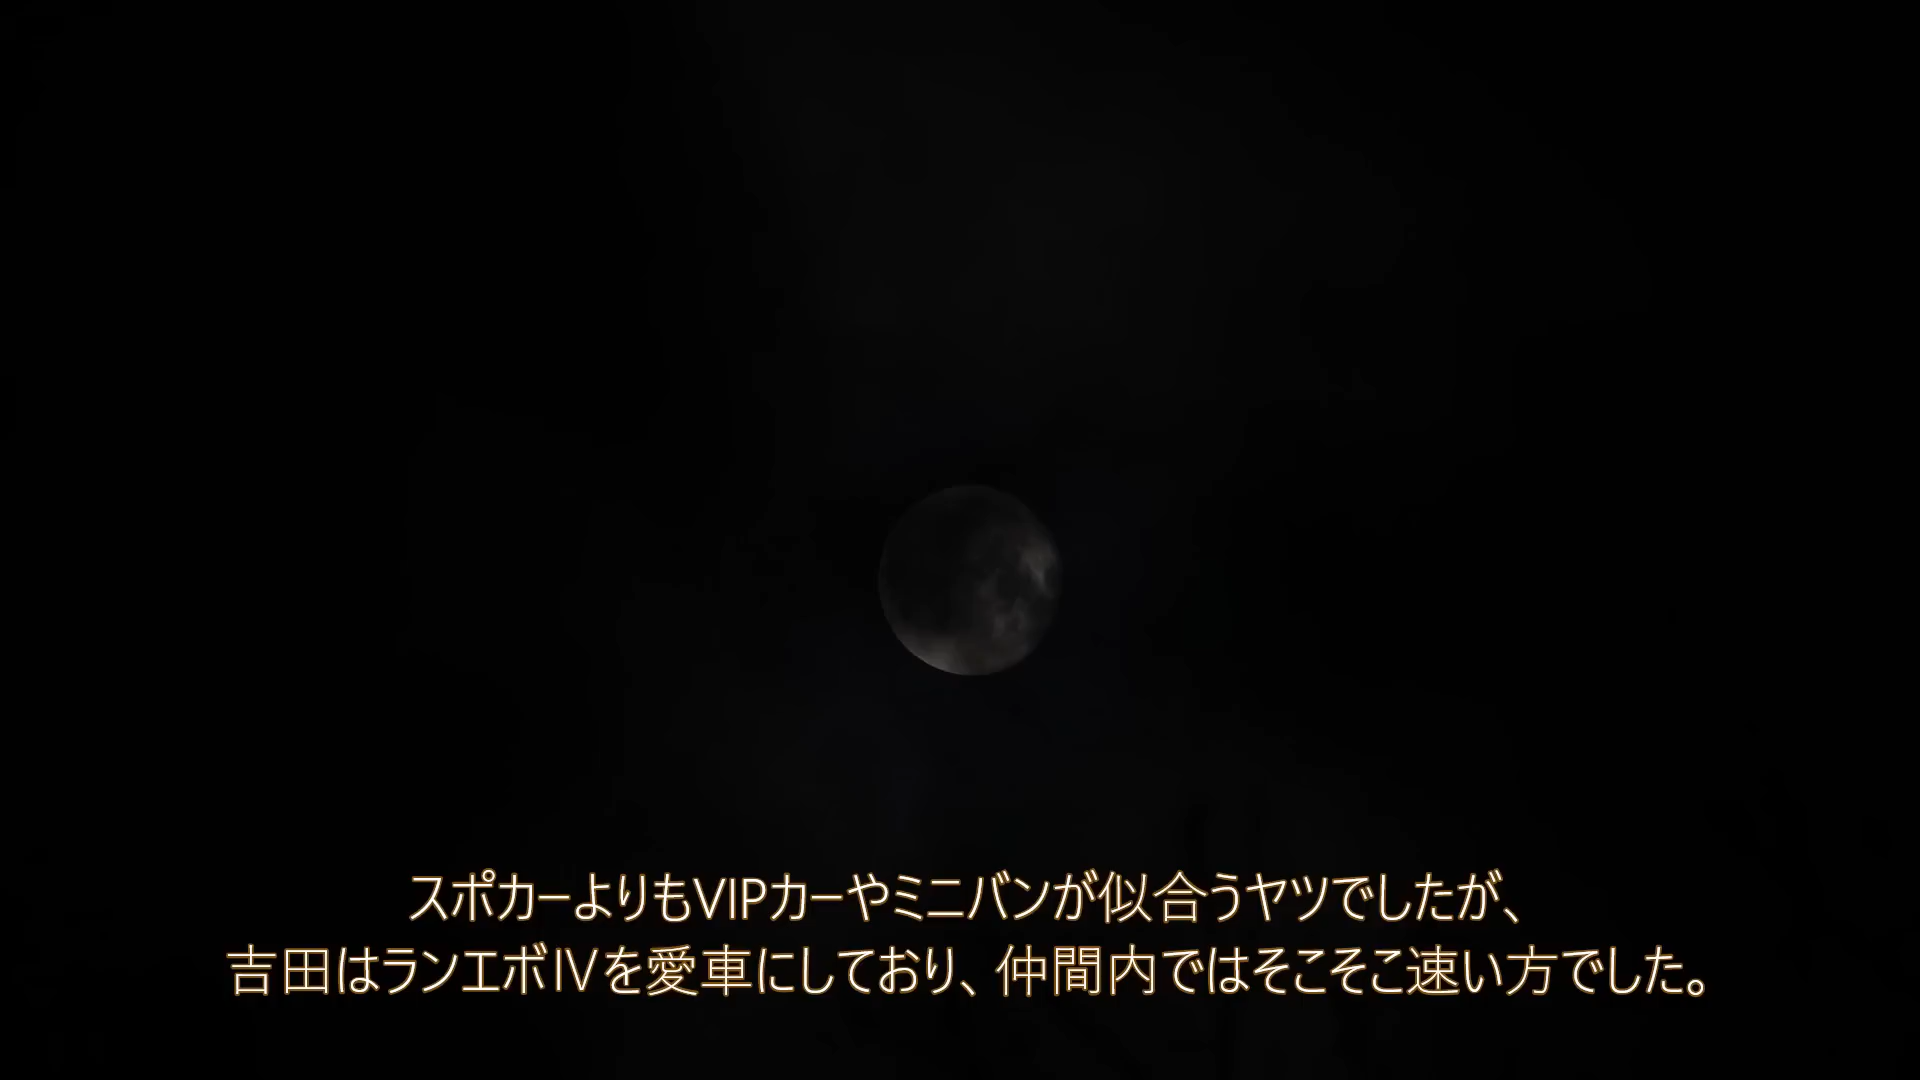 スポカーよりもVIPカーやミニバンが似合うヤツでしたが、
吉田はランエボⅣを愛車にしており、仲間内ではそこそこ速い方でした。